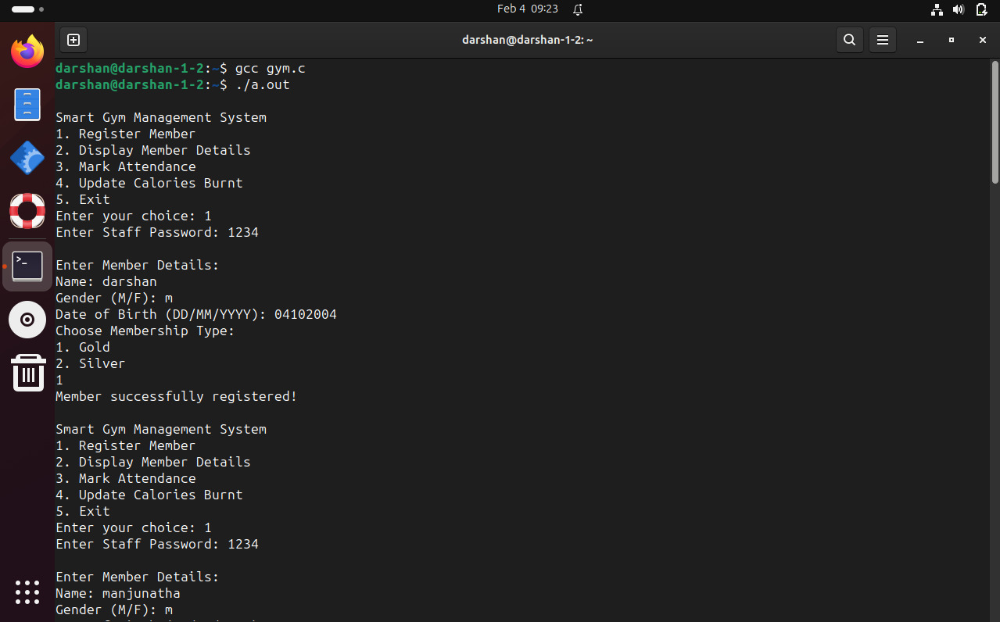 Feb 4 09:23
darshan@darshan-1-2: ~
darshan@darshan-1-2:~$ gcc gym.c
darshan@darshan-1-2:~$ ./a.out
Smart Gym Management System
1. Register Member
2. Display Member Details
3. Mark Attendance
4. Update Calories Burnt
5. Exit
Enter your choice: 1
Enter Staff Password: 1234
Enter Member Details:
Name: darshan
Gender (M/F): m
Date of Birth (DD/MM/YYYY): 04102004
Choose Membership Type:
1. Gold
2. Silver
1
Member successfully registered!
Smart Gym Management System
1. Register Member
2. Display Member Details
3. Mark Attendance
4. Update Calories Burnt
5. Exit
Enter your choice: 1
Enter Staff Password: 1234
Enter Member Details:
Name: manjunatha
Gender (M/F): m